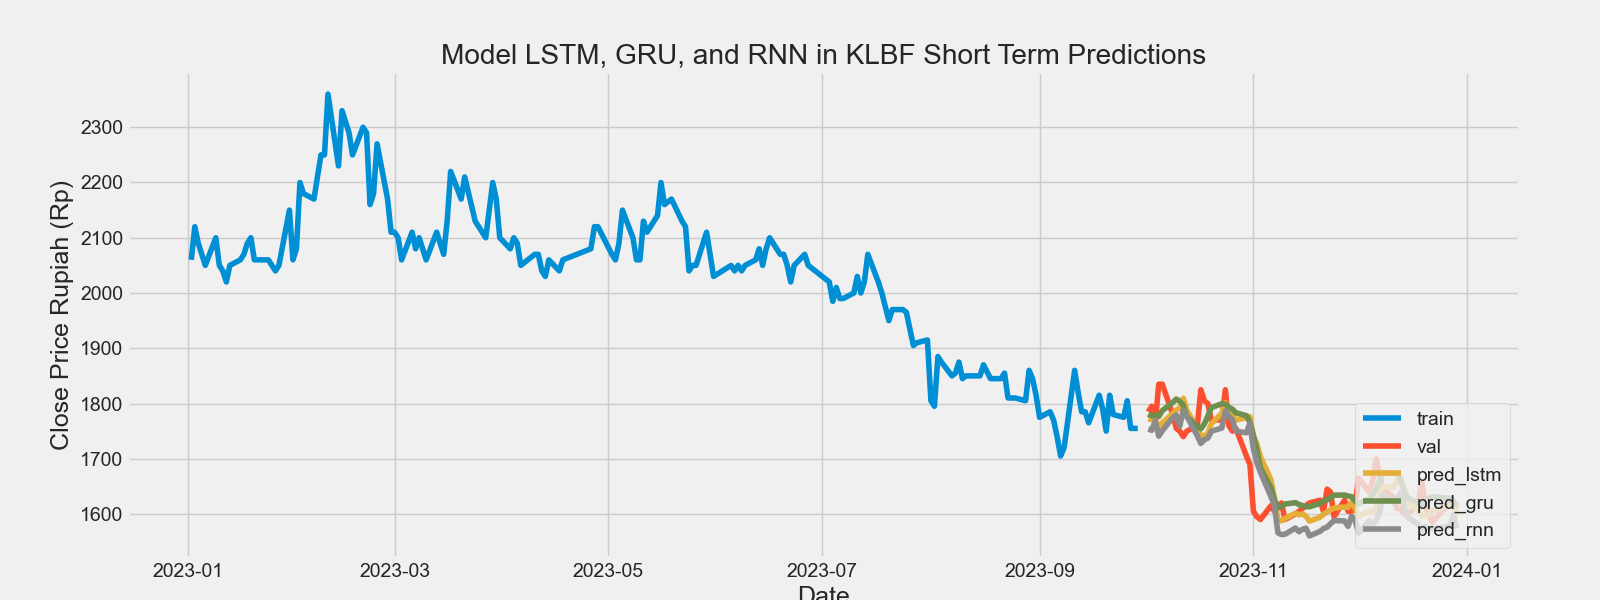 Model LSTM, GRU, and RNN in KLBF Short Term Predictions
Close Price Rupiah (Rp)
2300
2200
2100
2000
1900
1800
1700
1600
train
val
pred_lstm
pred_gru
pred_rnn
2023-01 2023-03 2023-05 2023-07 2023-09 2023-11 2024-01
Date